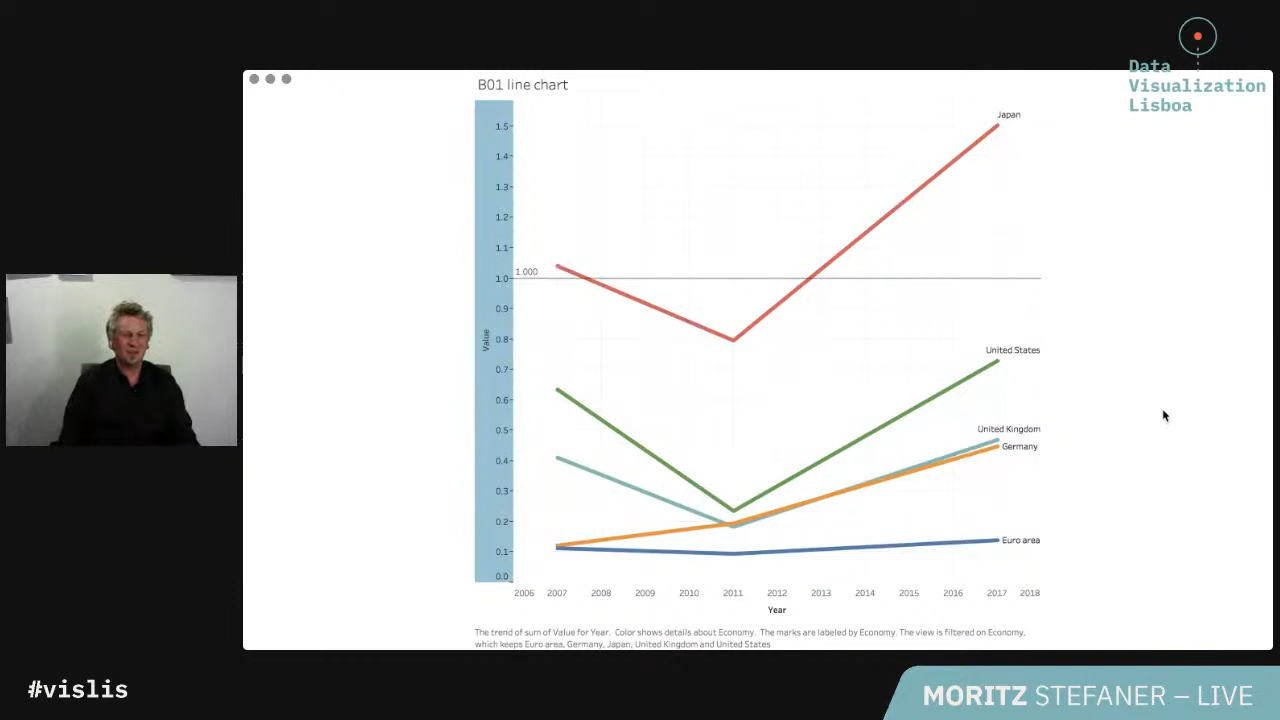 Data
Visualization
Lisboa
B01 line chart
Japan
1.5
1.4
1.3
1.2
1.1
1.0
1.000
0.9
0.8
Value
United States
0.7
0.6
0.5
United Kingdom
Germany
0.4
0.3
0.2
Euro area
0.1
0.0
2006 2007 2008 2009 2010 2011 2012 2013 2014 2015 2016 2017 2018
Year
The trend of sum of Value for Year. Color shows details about Economy. The marks are labeled by Economy. The view is filtered on Economy,
which keeps Euro area, Germany, Japan, United Kingdom and United States
#vislis
MORITZ STEFANER – LIVE